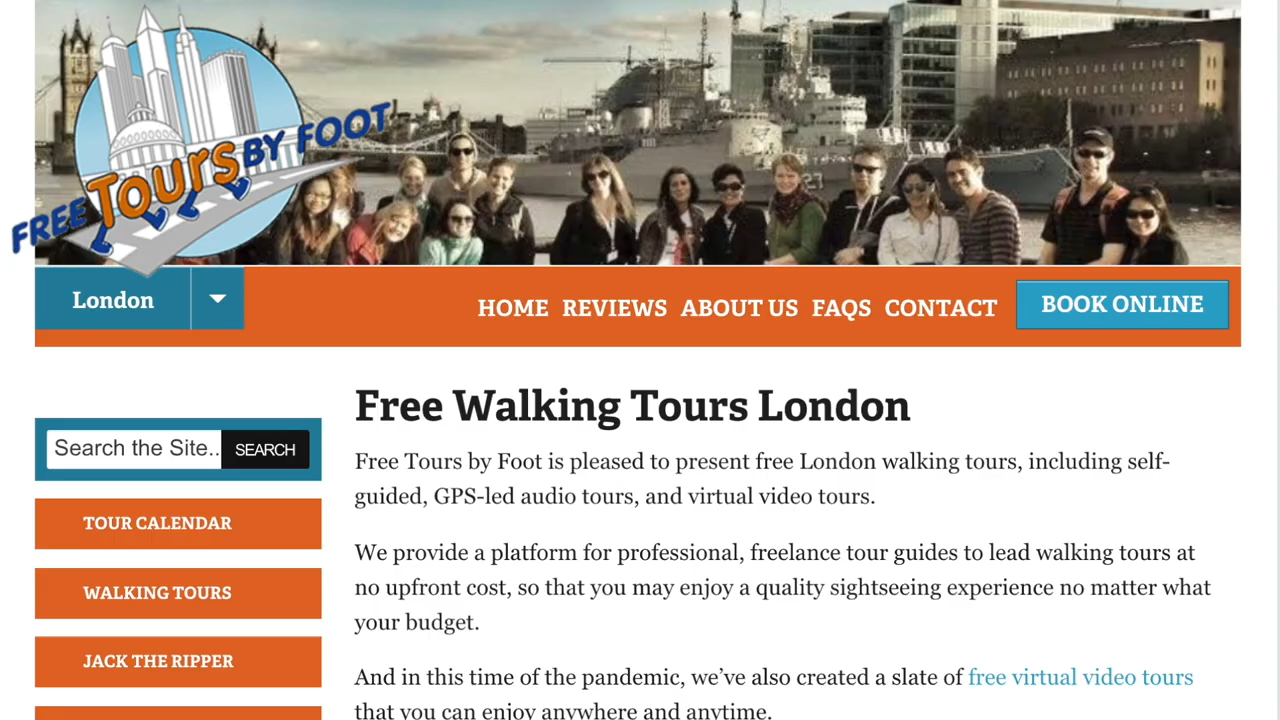 FREE TOURS BY FOOT
London
HOME REVIEWS ABOUT US FAQS CONTACT BOOK ONLINE
Free Walking Tours London
Search the Site.. SEARCH
Free Tours by Foot is pleased to present free London walking tours, including self-
guided, GPS-led audio tours, and virtual video tours.
TOUR CALENDAR
We provide a platform for professional, freelance tour guides to lead walking tours at
no upfront cost, so that you may enjoy a quality sightseeing experience no matter what
your budget.
WALKING TOURS
JACK THE RIPPER
And in this time of the pandemic, we've also created a slate of free virtual video tours
that you can enjoy anywhere and anytime.